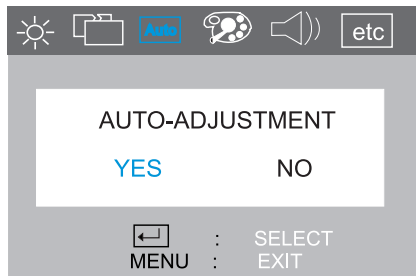 Auto etc
AUTO-ADJUSTMENT
YES NO
: SELECT
MENU : EXIT